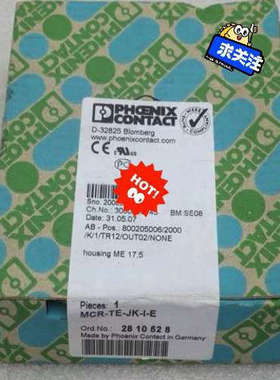 求关注
PHOENIX
CONTACT
D-32825 Blomberg
www.phoenixcontact.com
CE
HOT!
Date: 31.05.07
BM SE08
AB - Pos.: 800205006/2000
/K/1/TR12/OUT02/NONE
housing ME 17,5
Pieces: 1
MCR-TE-JK-I-E
Ord No.: 28 10 52 8
Made by Phoenix Contact in Germany